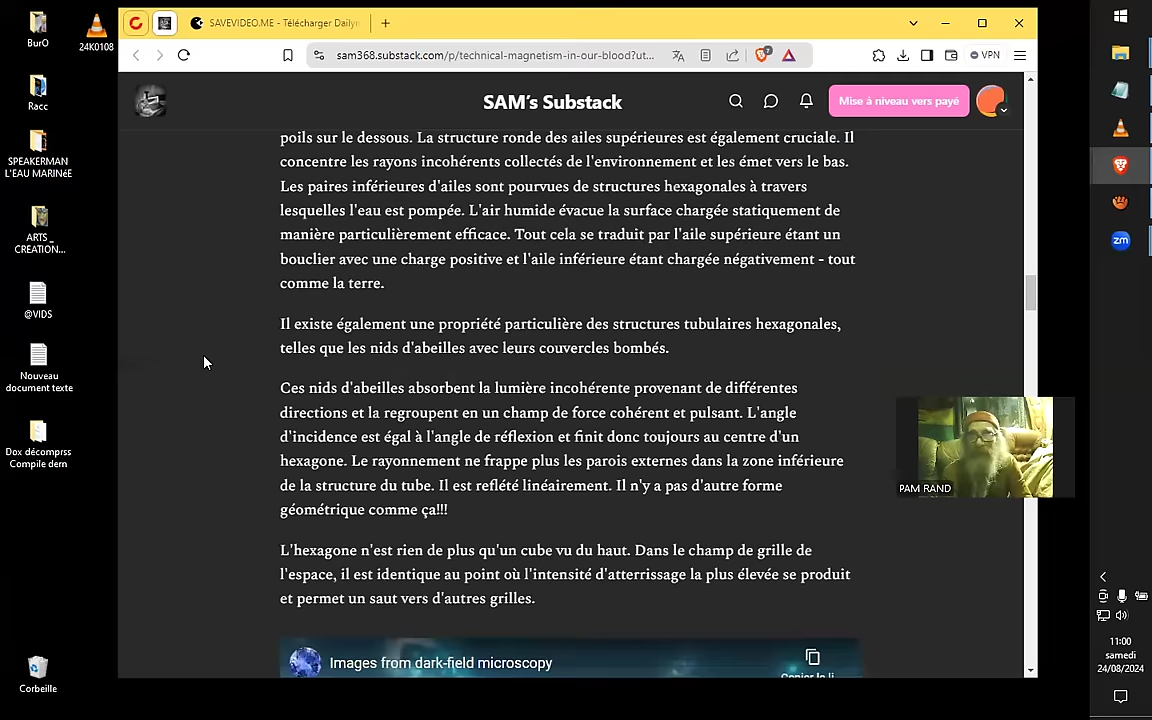 BurO
24K0108
Racc
SPEAKERMAN
L'EAU MARINéE
ARTS _
CREATION...
@VIDS
Nouveau
document texte
Dox décomprss
Compile dern
Corbeille
SAVEVIDEO.ME - Télécharger Dailyn
sam368.substack.com/p/technical-magnetism-in-our-blood?ut...
VPN
SAM's Substack
Mise à niveau vers payé
poils sur le dessous. La structure ronde des ailes supérieures est également cruciale. Il
concentre les rayons incohérents collectés de l'environnement et les émet vers le bas.
Les paires inférieures d'ailes sont pourvues de structures hexagonales à travers
lesquelles l'eau est pompée. L'air humide évacue la surface chargée statiquement de
manière particulièrement efficace. Tout cela se traduit par l'aile supérieure étant un
bouclier avec une charge positive et l'aile inférieure étant chargée négativement - tout
comme la terre.
Il existe également une propriété particulière des structures tubulaires hexagonales,
telles que les nids d'abeilles avec leurs couvercles bombés.
Ces nids d'abeilles absorbent la lumière incohérente provenant de différentes
directions et la regroupent en un champ de force cohérent et pulsant. L'angle
d'incidence est égal à l'angle de réflexion et finit donc toujours au centre d'un
hexagone. Le rayonnement ne frappe plus les parois externes dans la zone inférieure
de la structure du tube. Il est reflété linéairement. Il n'y a pas d'autre forme
géométrique comme ça!!!
L'hexagone n'est rien de plus qu'un cube vu du haut. Dans le champ de grille de
l'espace, il est identique au point où l'intensité d'atterrissage la plus élevée se produit
et permet un saut vers d'autres grilles.
Images from dark-field microscopy
Copier le li
PAM RAND
zm
11:00
samedi
24/08/2024